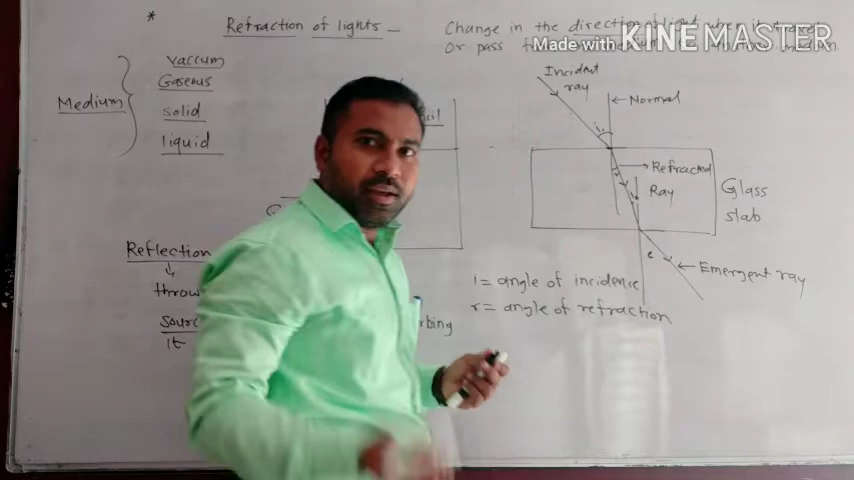 * Refraction of lights - Change in the direction of light when it travel
Or pass
Made with KINEMASTER
Medium
vaccum
Gaseous
solid
liquid
Incident
ray
Normal
i
Refracted
Ray
r
Glass
slab
e
Emergent ray
Reflection
throw
sour
it
rbing
i = angle of incidence
r = angle of refraction